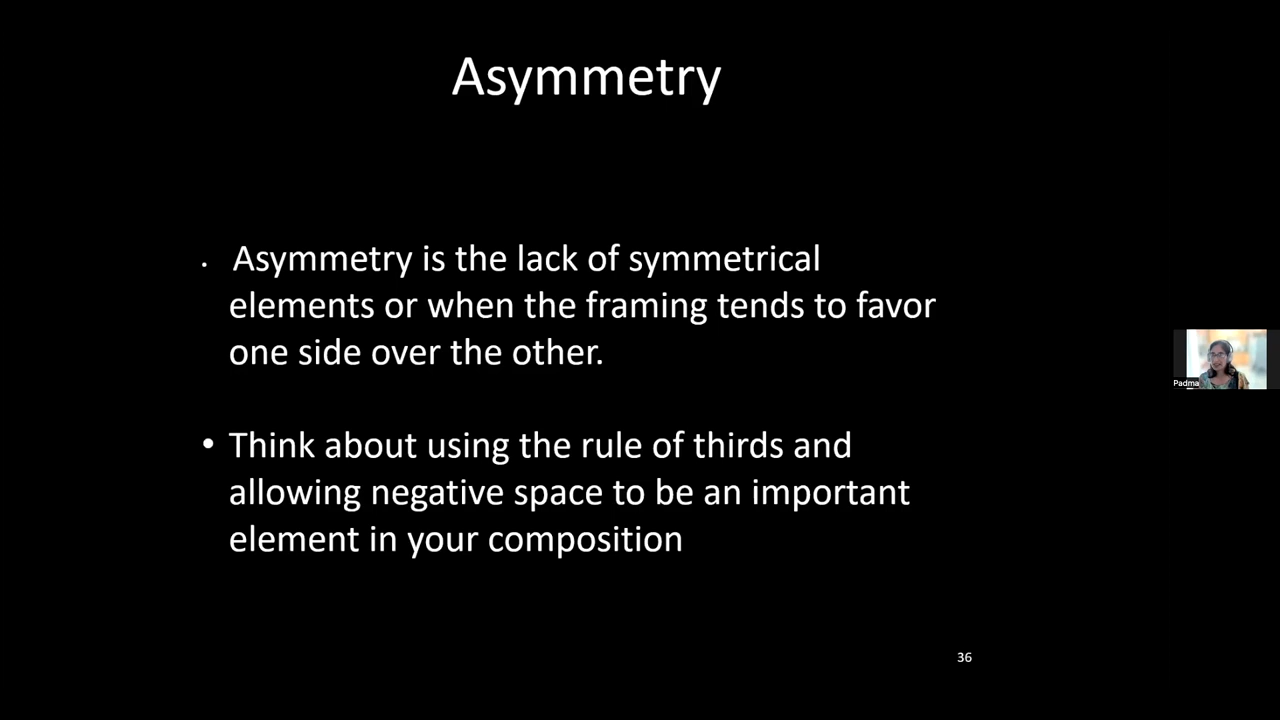 Asymmetry
• Asymmetry is the lack of symmetrical
elements or when the framing tends to favor
one side over the other.
• Think about using the rule of thirds and
allowing negative space to be an important
element in your composition
Padma
36